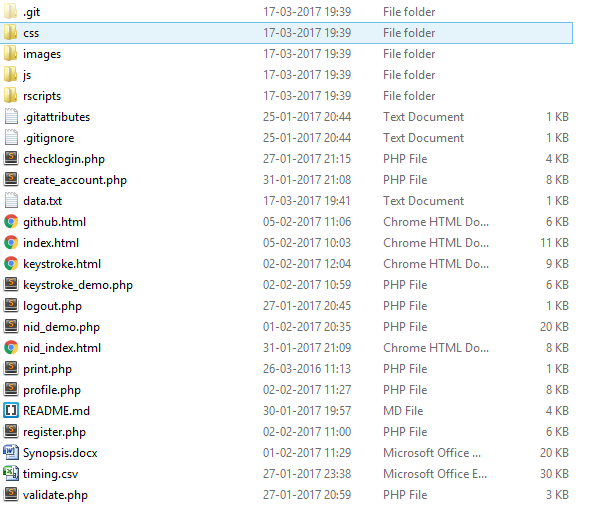 .git 17-03-2017 19:39 File folder
css 17-03-2017 19:39 File folder
images 17-03-2017 19:39 File folder
js 17-03-2017 19:39 File folder
rscripts 17-03-2017 19:39 File folder
.gitattributes 25-01-2017 20:44 Text Document 1 KB
.gitignore 25-01-2017 20:44 Text Document 1 KB
checklogin.php 27-01-2017 21:15 PHP File 4 KB
create_account.php 31-01-2017 21:08 PHP File 8 KB
data.txt 17-03-2017 19:41 Text Document 1 KB
github.html 05-02-2017 11:06 Chrome HTML Do... 6 KB
index.html 05-02-2017 10:03 Chrome HTML Do... 11 KB
keystroke.html 02-02-2017 12:04 Chrome HTML Do... 9 KB
keystroke_demo.php 02-02-2017 10:59 PHP File 6 KB
logout.php 27-01-2017 20:45 PHP File 1 KB
nid_demo.php 01-02-2017 20:35 PHP File 20 KB
nid_index.html 31-01-2017 21:09 Chrome HTML Do... 8 KB
print.php 26-03-2016 11:13 PHP File 1 KB
profile.php 02-02-2017 11:27 PHP File 8 KB
README.md 30-01-2017 19:57 MD File 4 KB
register.php 02-02-2017 11:00 PHP File 6 KB
Synopsis.docx 01-02-2017 11:29 Microsoft Office ... 20 KB
timing.csv 27-01-2017 23:38 Microsoft Office E... 30 KB
validate.php 27-01-2017 20:59 PHP File 3 KB